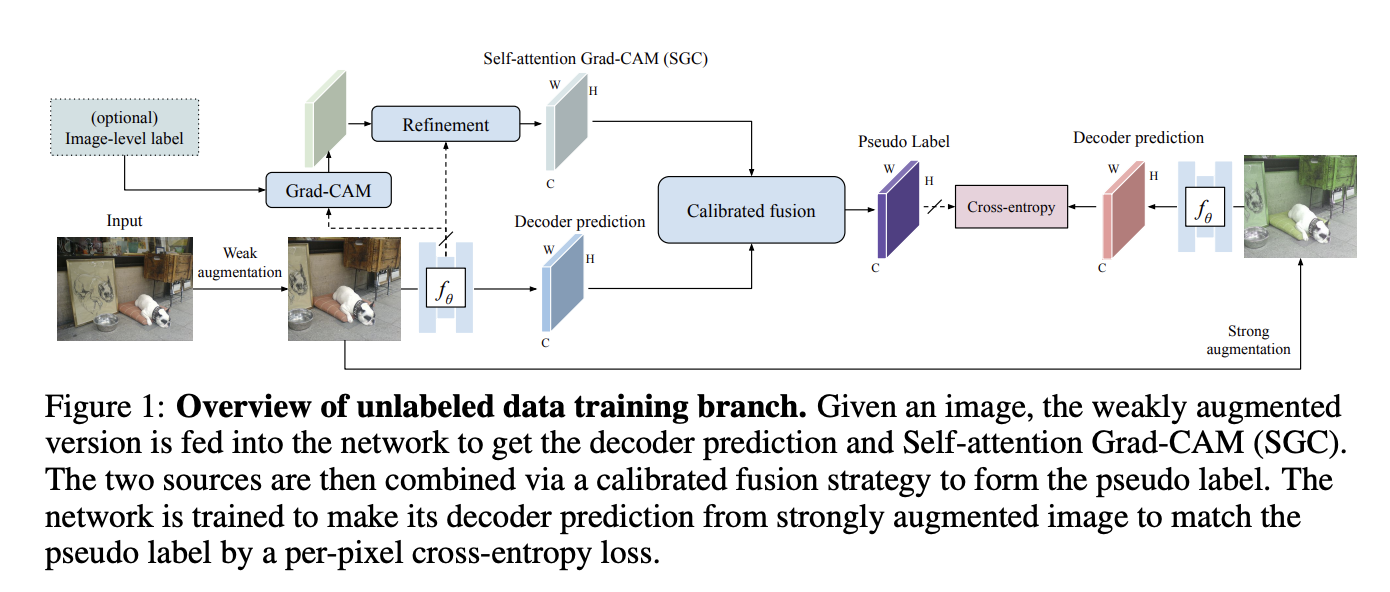 Self-attention Grad-CAM (SGC)
W
H
C
(optional)
Image-level label
Refinement
Grad-CAM
Input
Weak
augmentation
fθ
Decoder prediction
W
H
C
Calibrated fusion
Pseudo Label
W
H
C
Cross-entropy
Decoder prediction
W
H
C
fθ
Strong
augmentation
Figure 1: Overview of unlabeled data training branch. Given an image, the weakly augmented
version is fed into the network to get the decoder prediction and Self-attention Grad-CAM (SGC).
The two sources are then combined via a calibrated fusion strategy to form the pseudo label. The
network is trained to make its decoder prediction from strongly augmented image to match the
pseudo label by a per-pixel cross-entropy loss.